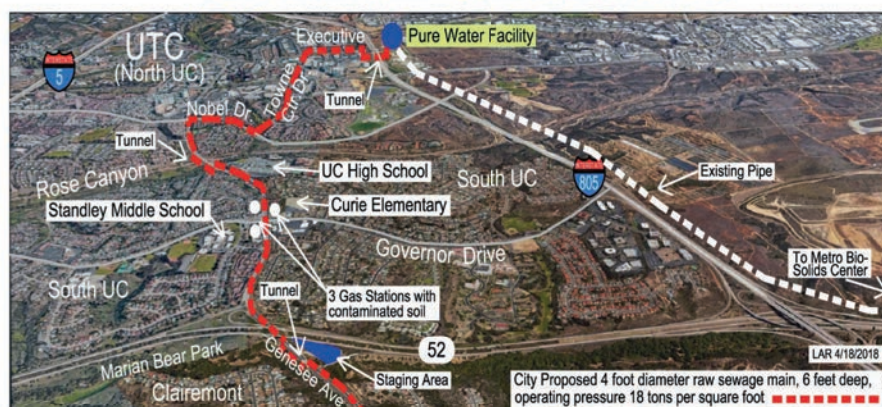 UTC
(North UC)
INTERSTATE
5
Executive
Pure Water Facility
Tunnel
Towne
Ctr. Dr.
Nobel Dr.
Tunnel
Rose Canyon
UC High School
South UC
INTERSTATE
805
Existing Pipe
Standley Middle School
Curie Elementary
Governor Drive
To Metro Bio-
Solids Center
South UC
Tunnel
3 Gas Stations with
contaminated soil
Marian Bear Park
Genesee Ave
52
Staging Area
Clairemont
LAR 4/18/2018
City Proposed 4 foot diameter raw sewage main, 6 feet deep,
operating pressure 18 tons per square foot